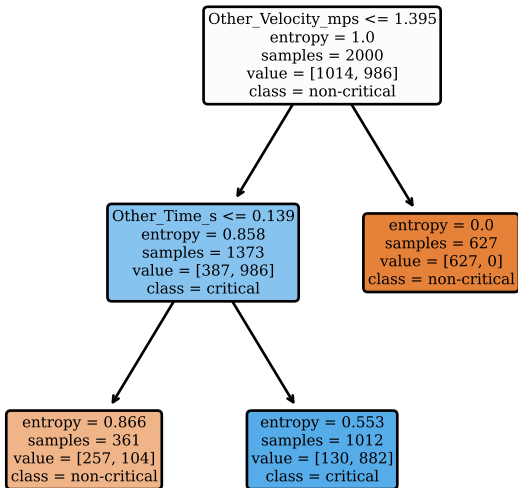 Other_Velocity_mps <= 1.395
entropy = 1.0
samples = 2000
value = [1014, 986]
class = non-critical
Other_Time_s <= 0.139
entropy = 0.858
samples = 1373
value = [387, 986]
class = critical
entropy = 0.0
samples = 627
value = [627, 0]
class = non-critical
entropy = 0.866
samples = 361
value = [257, 104]
class = non-critical
entropy = 0.553
samples = 1012
value = [130, 882]
class = critical